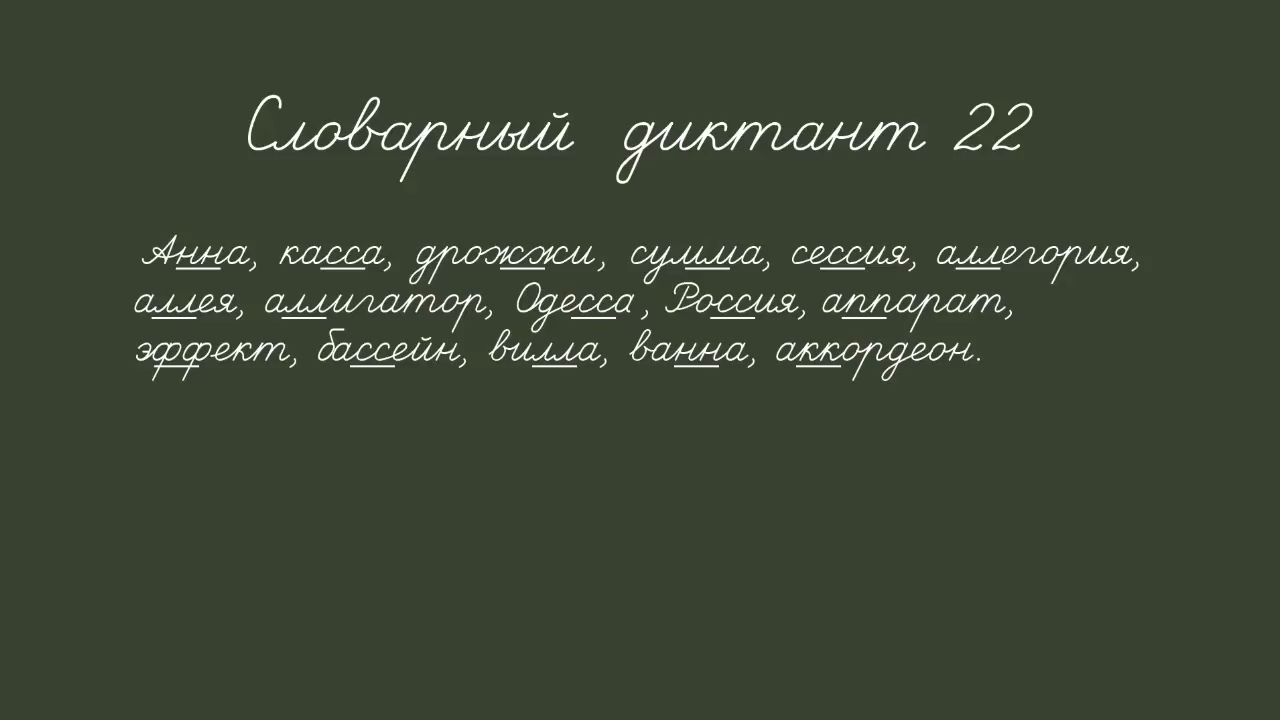 Словарный диктант 22
Анна, касса, дрожжи, сумма, сессия, аллегория,
аллея, аллигатор, Одесса, Россия, аппарат,
эффект, бассейн, вилла, ванна, аккордеон.